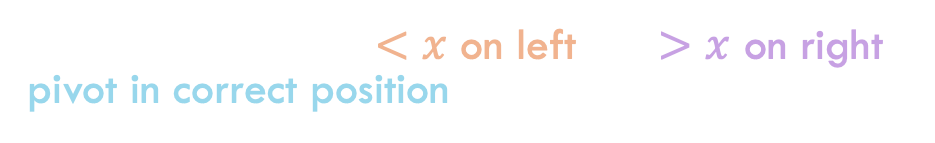 < x on left > x on right
pivot in correct position